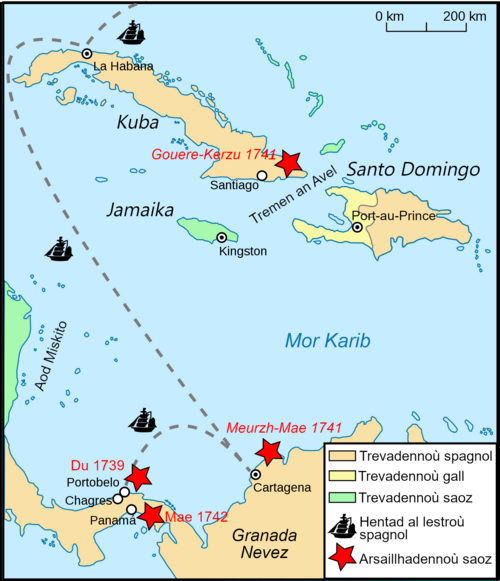 0 km 200 km
La Habana
Kuba
Gouere-Kerzu 1741
Santiago
Tremen an Avel
Santo Domingo
Jamaika
Port-au-Prince
Kingston
Aod Miskito
Mor Karib
Meurzh-Mae 1741
Du 1739
Portobelo
Chagres
Panamá
Mae 1742
Cartagena
Granada
Nevez
Trevadennoù spagnol
Trevadennoù gall
Trevadennoù saoz
Hentad al lestroù
spagnol
Arsailhadennoù saoz